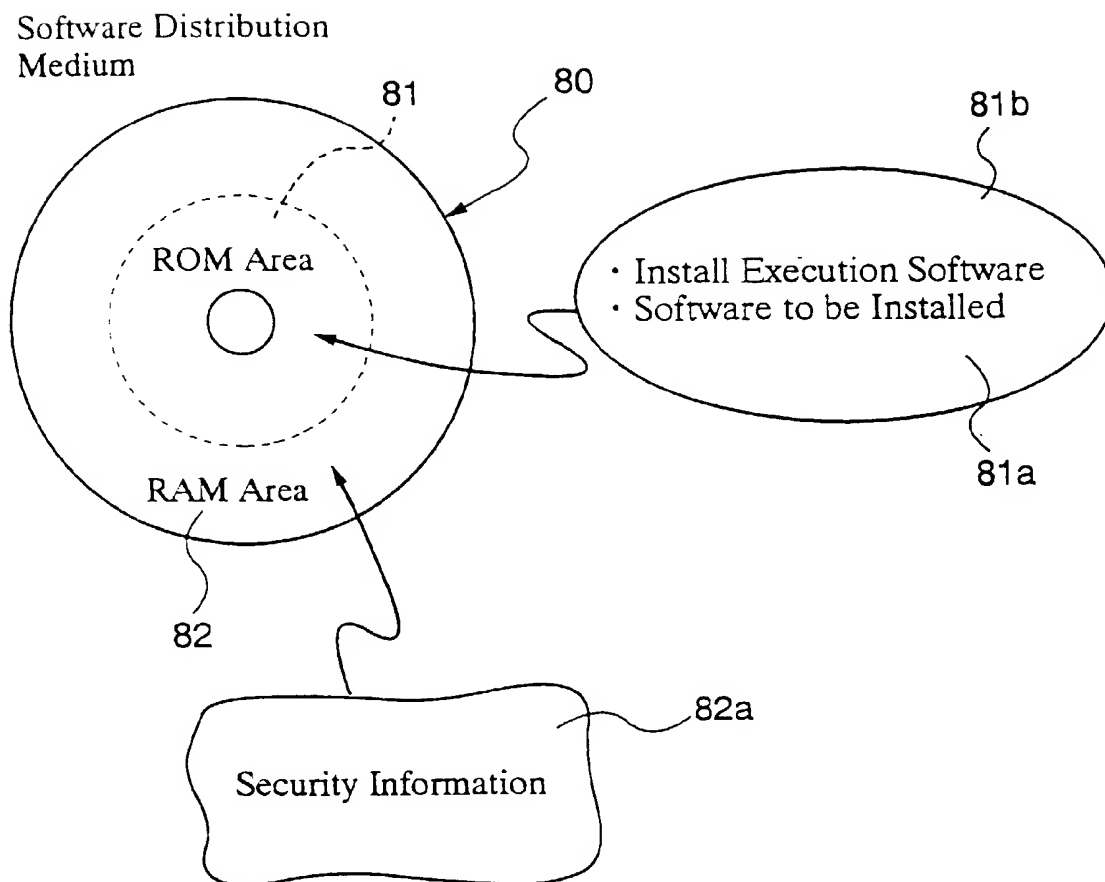 Software Distribution
Medium
81
80
81b
ROM Area
· Install Execution Software
· Software to be Installed
81a
RAM Area
82
82a
Security Information